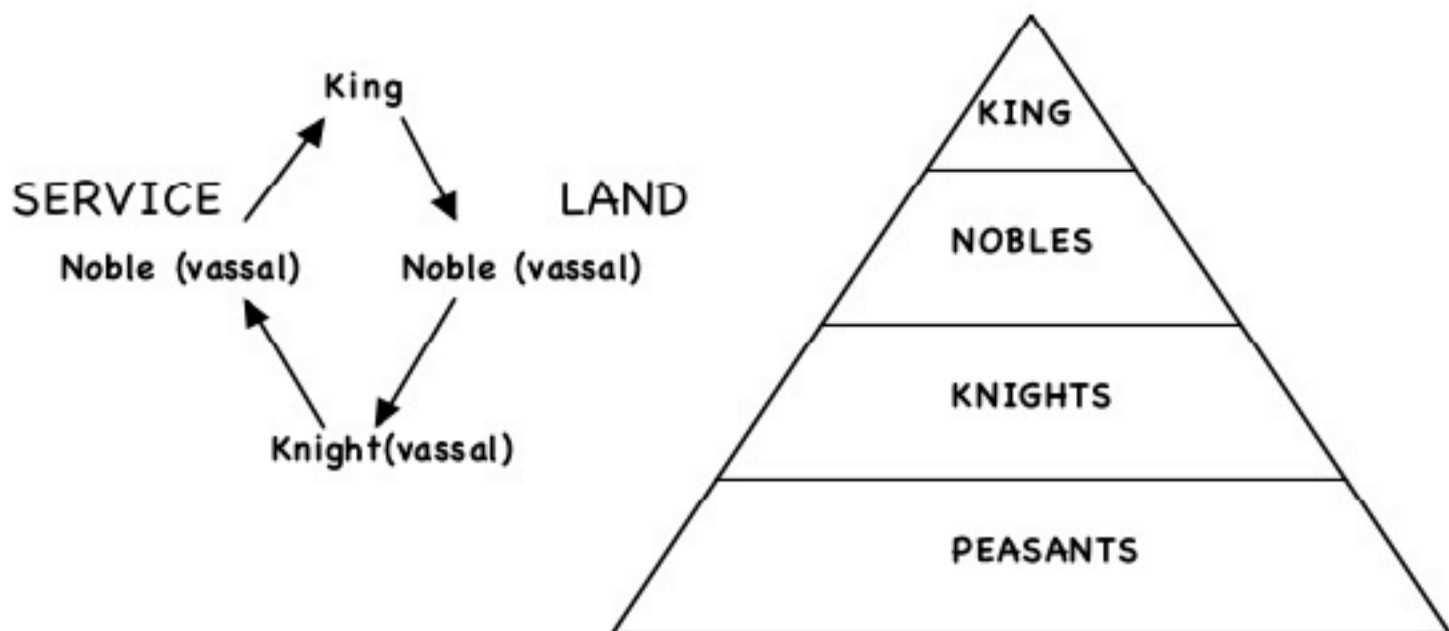 King
SERVICE
LAND
Noble (vassal)
Noble (vassal)
Knight(vassal)
KING
NOBLES
KNIGHTS
PEASANTS